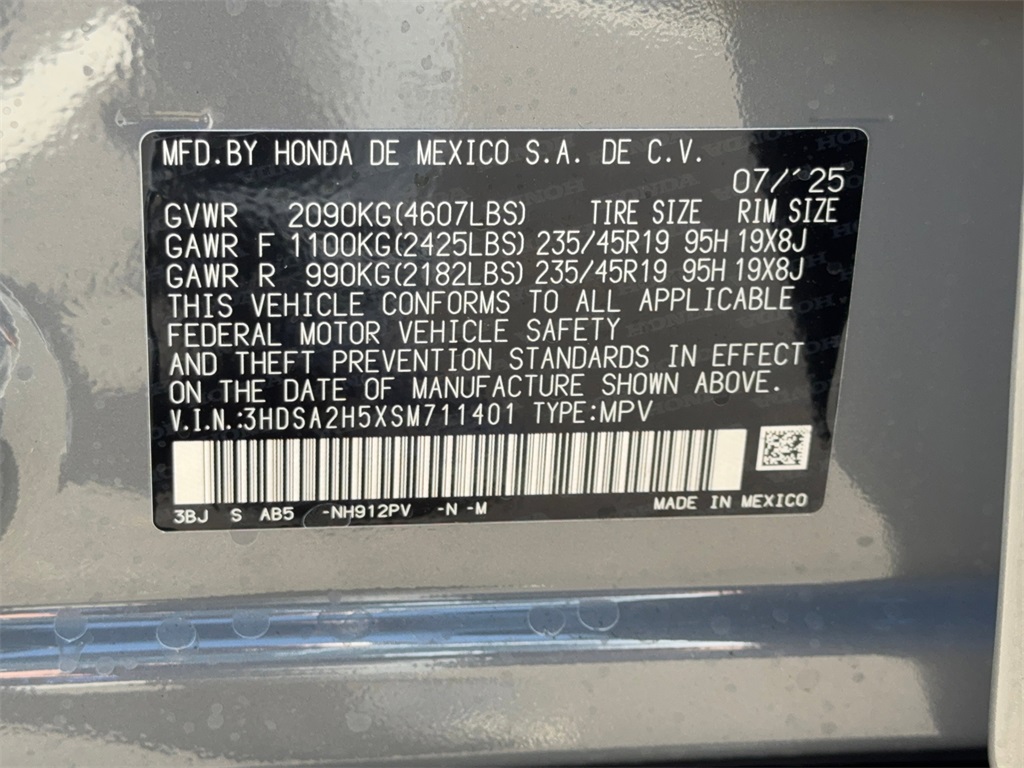 MFD.BY HONDA DE MEXICO S.A. DE C.V.
07/'25
GVWR 2090KG(4607LBS) TIRE SIZE RIM SIZE
GAWR F 1100KG(2425LBS) 235/45R19 95H 19X8J
GAWR R 990KG(2182LBS) 235/45R19 95H 19X8J
THIS VEHICLE CONFORMS TO ALL APPLICABLE
FEDERAL MOTOR VEHICLE SAFETY
AND THEFT PREVENTION STANDARDS IN EFFECT
ON THE DATE OF MANUFACTURE SHOWN ABOVE.
V.I.N.:3HDSA2H5XSM711401 TYPE:MPV
3BJ S AB5 -NH912PV -N -M MADE IN MEXICO